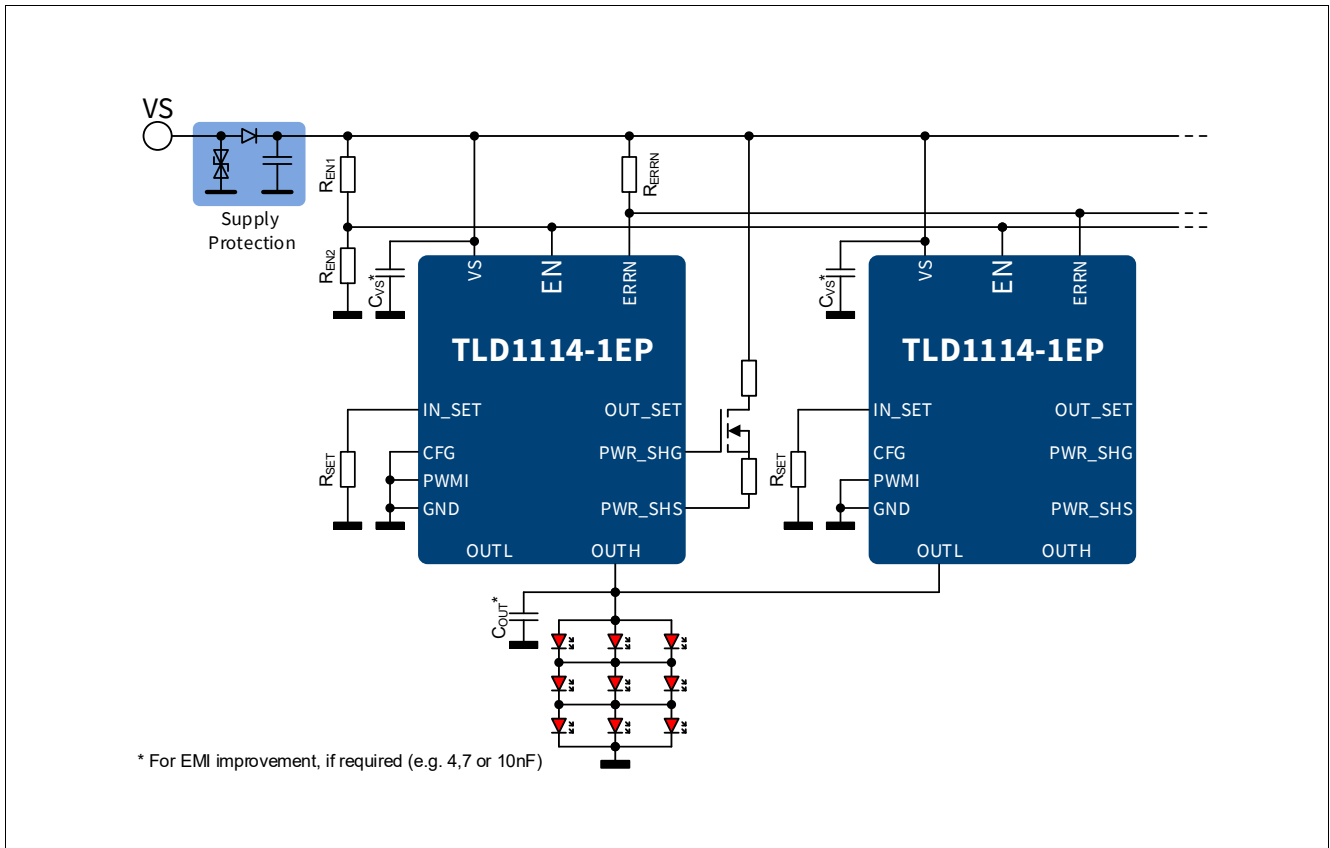 VS
Supply
Protection
REN1
REN2
CVS*
RERRN
CVS*
VS
EN
ERRN
TLD1114-1EP
IN_SET
CFG
PWMI
GND
OUT_SET
PWR_SHG
PWR_SHS
OUTL
OUTH
RSET
VS
EN
ERRN
TLD1114-1EP
IN_SET
CFG
PWMI
GND
OUT_SET
PWR_SHG
PWR_SHS
OUTL
OUTH
RSET
COUT*
* For EMI improvement, if required (e.g. 4,7 or 10nF)